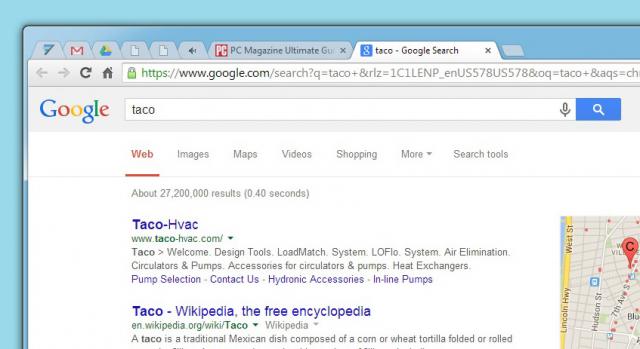 PC Magazine Ultimate Gu
taco - Google Search
https://www.google.com/search?q=taco+&rlz=1C1LENP_enUS578US578&oq=taco+&aqs=chr
Google
taco
Web Images Maps Videos Shopping More Search tools
About 27,200,000 results (0.40 seconds)
Taco-Hvac
www.taco-hvac.com/
Taco > Welcome. Design Tools. LoadMatch. System. LOFlo. System. Air Elimination.
Circulators & Pumps. Accessories for circulators & pumps. Heat Exchangers.
Pump Selection - Contact Us - Hydronic Accessories - In-line Pumps
Taco - Wikipedia, the free encyclopedia
en.wikipedia.org/wiki/Taco Wikipedia
A taco is a traditional Mexican dish composed of a corn or wheat tortilla folded or rolled
West St
Hudson St
7th Ave S
Lincoln Hwy
C
Blu